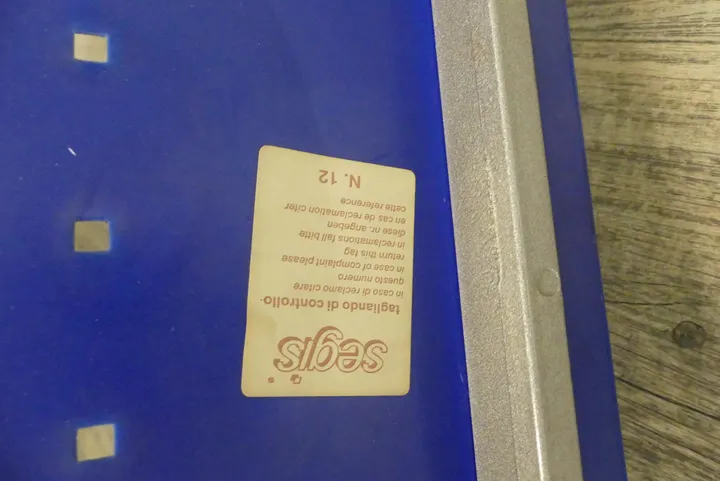 segis
tagliando di controllo
in caso di reclamo citare
questo numero
in case of complaint please
return this tag
in reclamations fall bitte
diese nr. angeben
en cas de reclamation citer
cette reference
N. 12